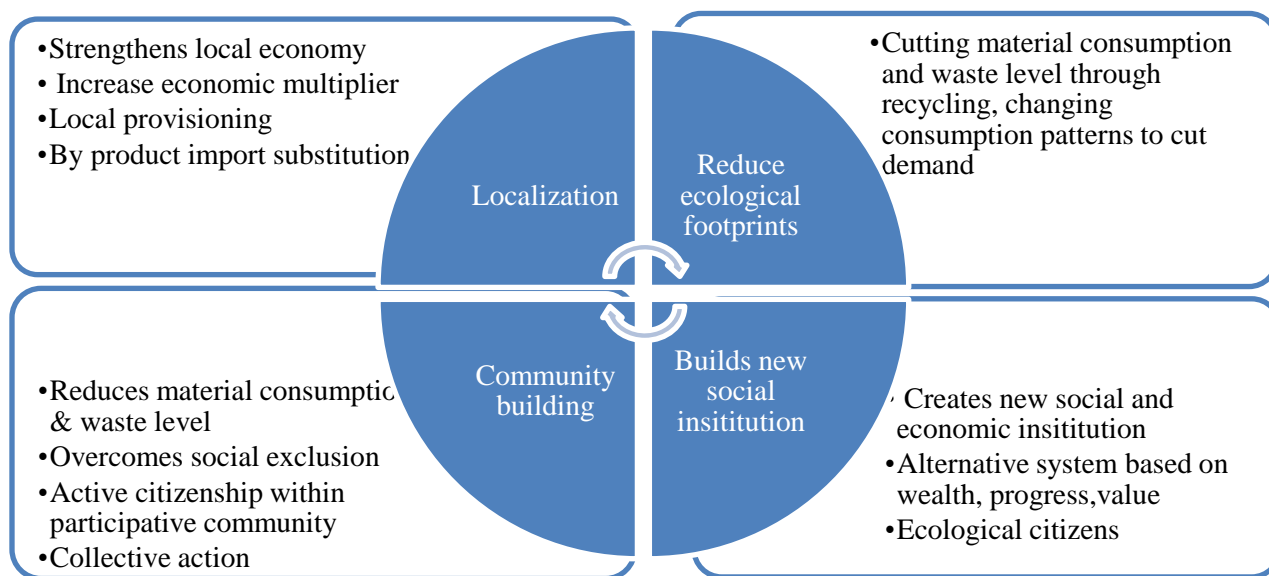 •Strengthens local economy
• Increase economic multiplier
•Local provisioning
•By product import substitution
Localization
Reduce
ecological
footprints
•Cutting material consumption
and waste level through
recycling, changing
consumption patterns to cut
demand
•Reduces material consumptio
& waste level
•Overcomes social exclusion
•Active citizenship within
participative community
•Collective action
Community
building
Builds new
social
insititution
• Creates new social and
economic insititution
•Alternative system based on
wealth, progress,value
•Ecological citizens